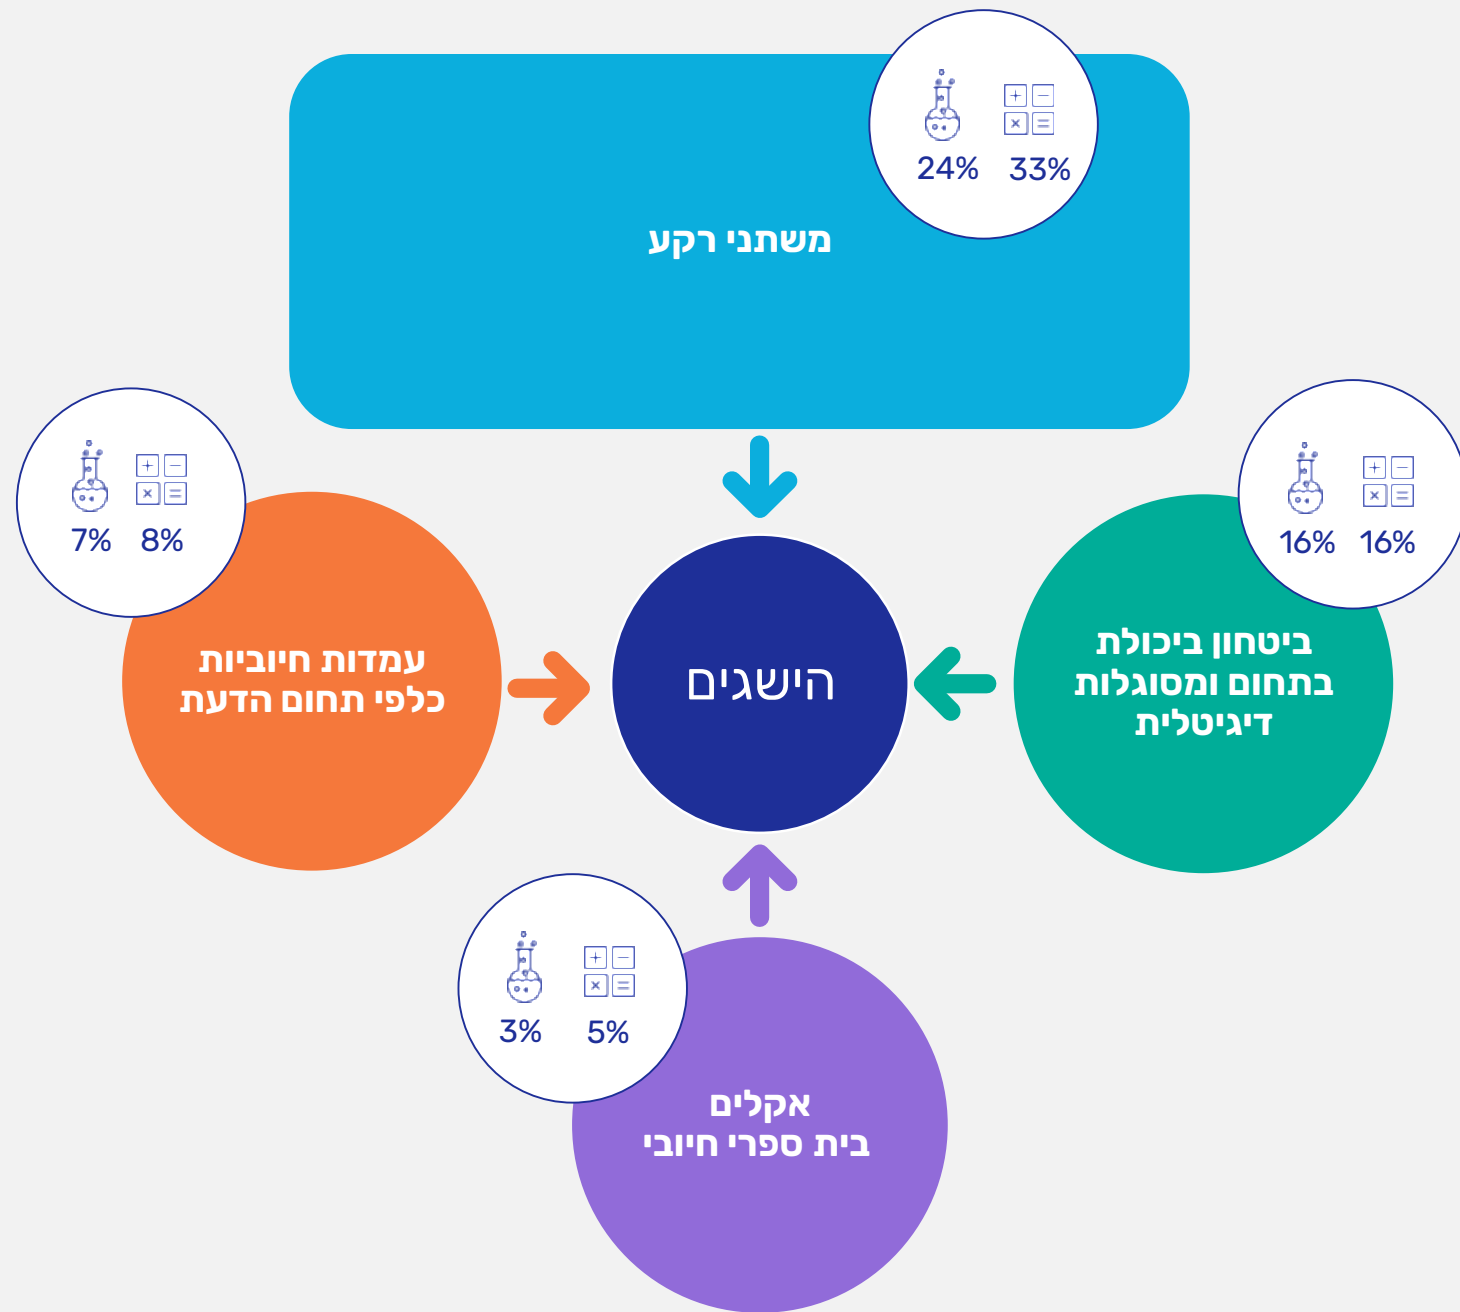 24% 33%
משתני רקע
7% 8%
16% 16%
עמדות חיוביות
כלפי תחום הדעת
הישגים
ביטחון ביכולת
בתחום ומסוגלות
דיגיטלית
3% 5%
אקלים
בית ספרי חיובי